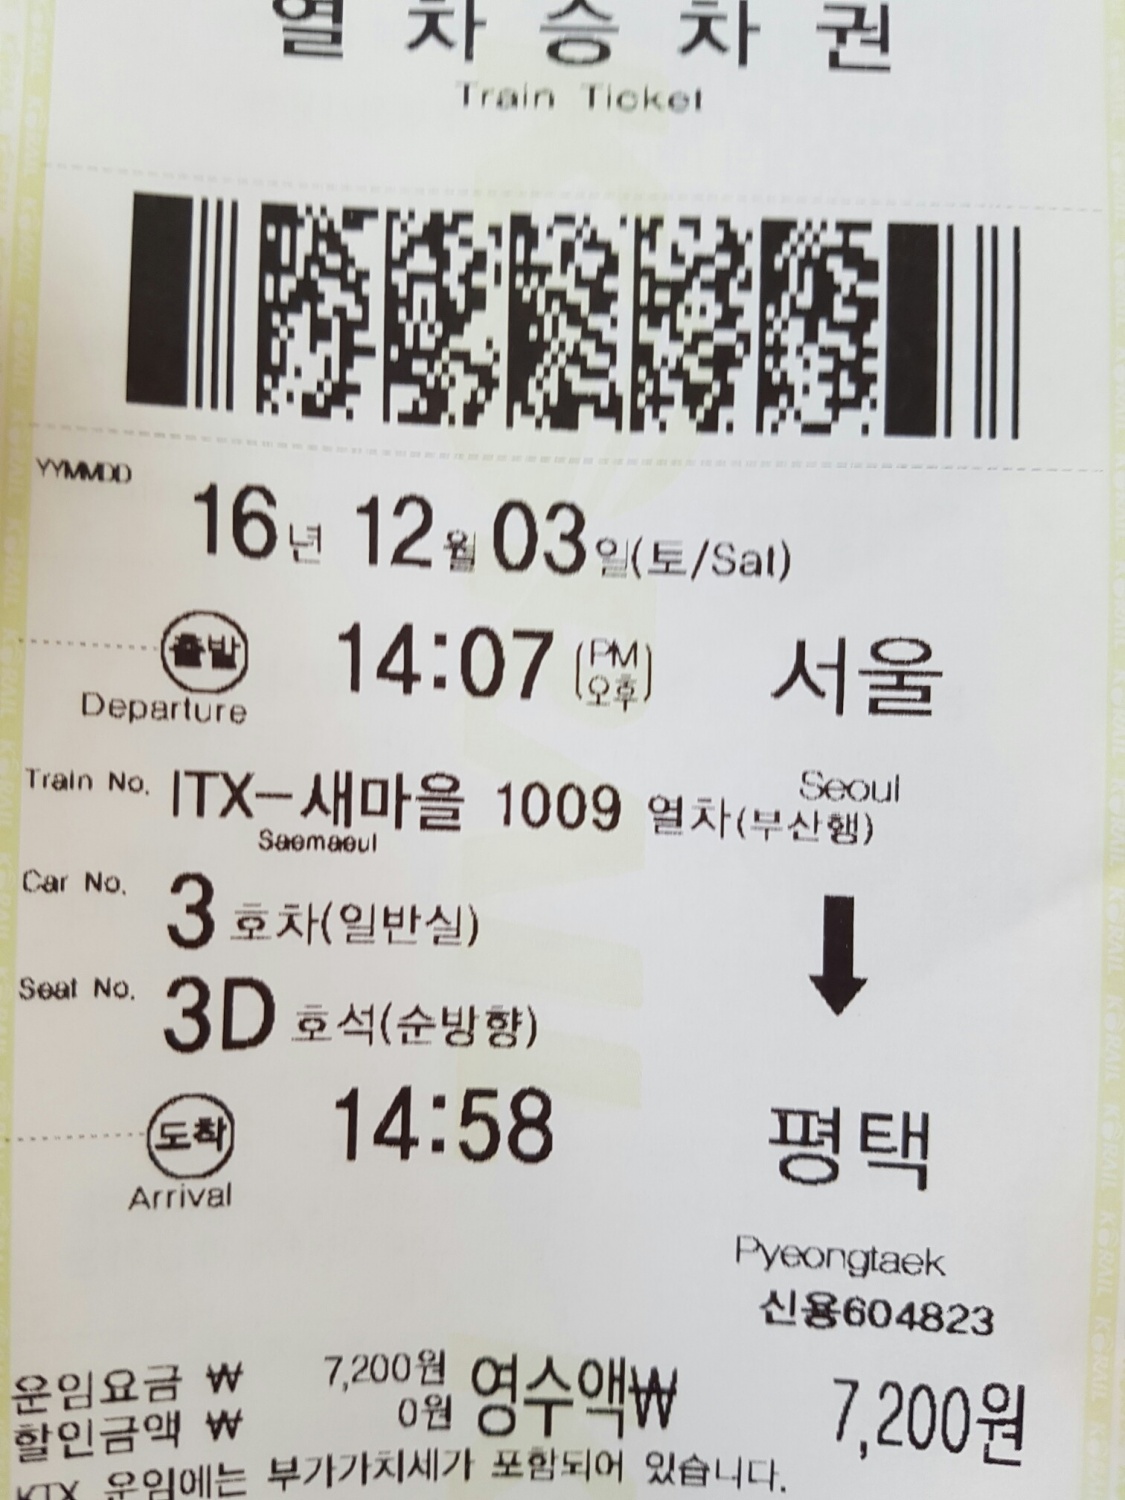 열차승차권
Train Ticket
YYMMDD
16년 12월 03일(토/Sat)
출발 14:07 (PM 오후) 서울
Departure
Seoul
Train No. ITX-새마을 1009 열차(부산행)
Saemaeul
Car No. 3 호차(일반실)
Seat No. 3D 호석(순방향)
도착 14:58 평택
Arrival
Pyeongtaek
신용604823
운임요금 ₩ 7,200원 영수액₩ 7,200원
할인금액 ₩ 0원
KTX 운임에는 부가가치세가 포함되어 있습니다.